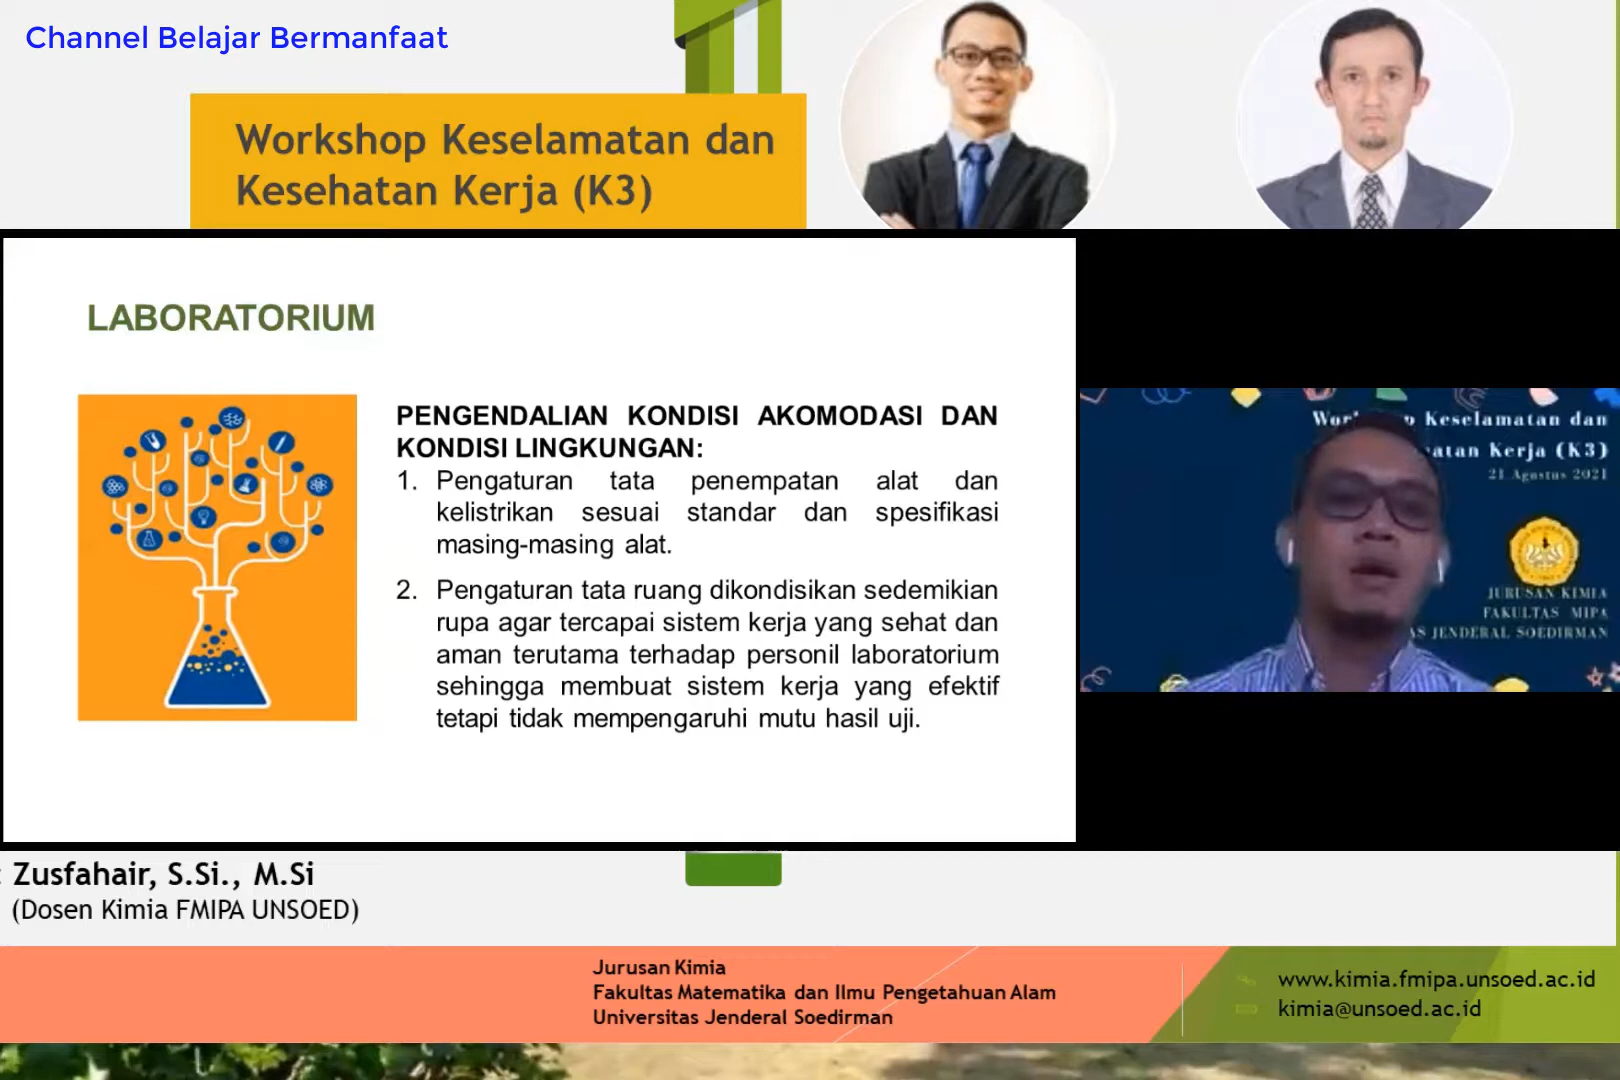 Channel Belajar Bermanfaat
Workshop Keselamatan dan
Kesehatan Kerja (K3)
LABORATORIUM
PENGENDALIAN KONDISI AKOMODASI DAN
KONDISI LINGKUNGAN:
1. Pengaturan tata penempatan alat dan
kelistrikan sesuai standar dan spesifikasi
masing-masing alat.
2. Pengaturan tata ruang dikondisikan sedemikian
rupa agar tercapai sistem kerja yang sehat dan
aman terutama terhadap personil laboratorium
sehingga membuat sistem kerja yang efektif
tetapi tidak mempengaruhi mutu hasil uji.
Keselamatan dan
Kerja (K3)
21 Agustus 2021
JURUSAN KIMIA
FAKULTAS MIPA
JENDERAL SOEDIRMAN
: Zusfahair, S.Si., M.Si
(Dosen Kimia FMIPA UNSOED)
Jurusan Kimia
Fakultas Matematika dan Ilmu Pengetahuan Alam
Universitas Jenderal Soedirman
www.kimia.fmipa.unsoed.ac.id
kimia@unsoed.ac.id